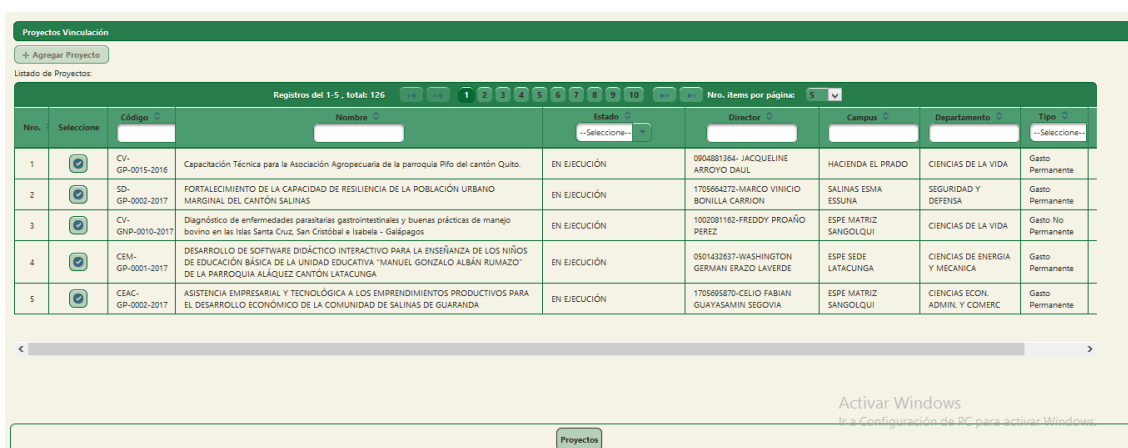 Proyectos Vinculación
+ Agregar Proyecto
Listado de Proyectos:
Registros del 1-5 , total: 126 1 2 3 4 5 6 7 8 9 10 Nro. items por página: 5
Nro. Seleccione Código Nombre Estado Director Campus Departamento Tipo
--Seleccione-- --Seleccione--
1 CV-GP-0015-2016 Capacitación Técnica para la Asociación Agropecuaria de la parroquia Pifo del cantón Quito. EN EJECUCIÓN 0904881364- JACQUELINE HACIENDA EL PRADO CIENCIAS DE LA VIDA Gasto
ARROYO DAUL Permanente
2 SD- FORTALECIMIENTO DE LA CAPACIDAD DE RESILIENCIA DE LA POBLACIÓN URBANO EN EJECUCIÓN 1705664272-MARCO VINICIO SALINAS ESMA SEGURIDAD Y Gasto
GP-0002-2017 MARGINAL DEL CANTÓN SALINAS BONILLA CARRION ESSUNA DEFENSA Permanente
3 CV- Diagnóstico de enfermedades parasitarias gastrointestinales y buenas prácticas de manejo EN EJECUCIÓN 1002081162-FREDDY PROAÑO ESPE MATRIZ CIENCIAS DE LA VIDA Gasto No
GNP-0010-2017 bovino en las Islas Santa Cruz, San Cristóbal e Isabela - Galápagos PEREZ SANGOLQUI Permanente
DESARROLLO DE SOFTWARE DIDÁCTICO INTERACTIVO PARA LA ENSEÑANZA DE LOS NIÑOS
4 CEM- DE EDUCACIÓN BÁSICA DE LA UNIDAD EDUCATIVA "MANUEL GONZALO ALBÁN RUMAZO" EN EJECUCIÓN 0501432637-WASHINGTON ESPE SEDE CIENCIAS DE ENERGIA Gasto
GP-0001-2017 DE LA PARROQUIA ALÁQUEZ CANTÓN LATACUNGA GERMAN ERAZO LAVERDE LATACUNGA Y MECANICA Permanente
5 CEAC- ASISTENCIA EMPRESARIAL Y TECNOLÓGICA A LOS EMPRENDIMIENTOS PRODUCTIVOS PARA EN EJECUCIÓN 1705695870-CELIO FABIAN ESPE MATRIZ CIENCIAS ECON. Gasto
GP-0002-2017 EL DESARROLLO ECONÓMICO DE LA COMUNIDAD DE SALINAS DE GUARANDA GUAYASAMIN SEGOVIA SANGOLQUI ADMIN. Y COMERC Permanente
Activar Windows
Ir a Configuración de PC para activar Windows.
Proyectos